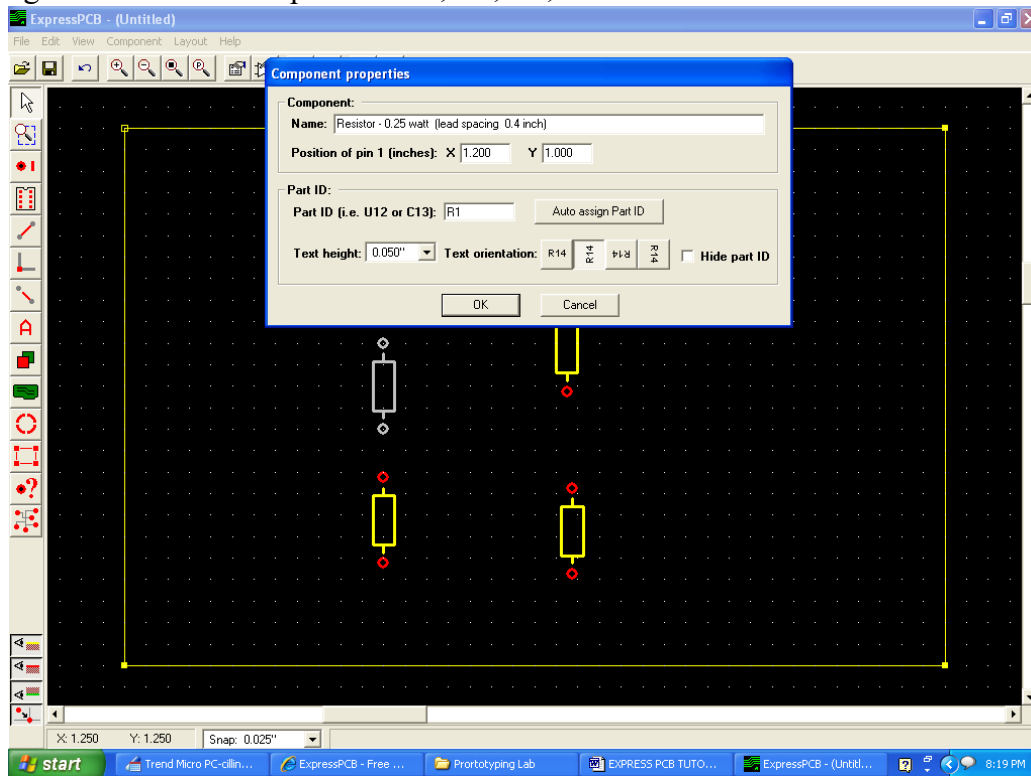 ExpressPCB - (Untitled)
File Edit View Component Layout Help
Component properties
Component:
Name: Resistor - 0.25 watt (lead spacing 0.4 inch)
Position of pin 1 (inches): X 1.200 Y 1.000
Part ID:
Part ID (i.e. U12 or C13): R1 Auto assign Part ID
Text height: 0.050" Text orientation: R14 R14 R14 R14 Hide part ID
OK Cancel
A
X: 1.250 Y: 1.250 Snap: 0.025"
start Trend Micro PC-cillin... ExpressPCB - Free ... Prortotyping Lab EXPRESS PCB TUTO... ExpressPCB - (Untitl... 8:19 PM